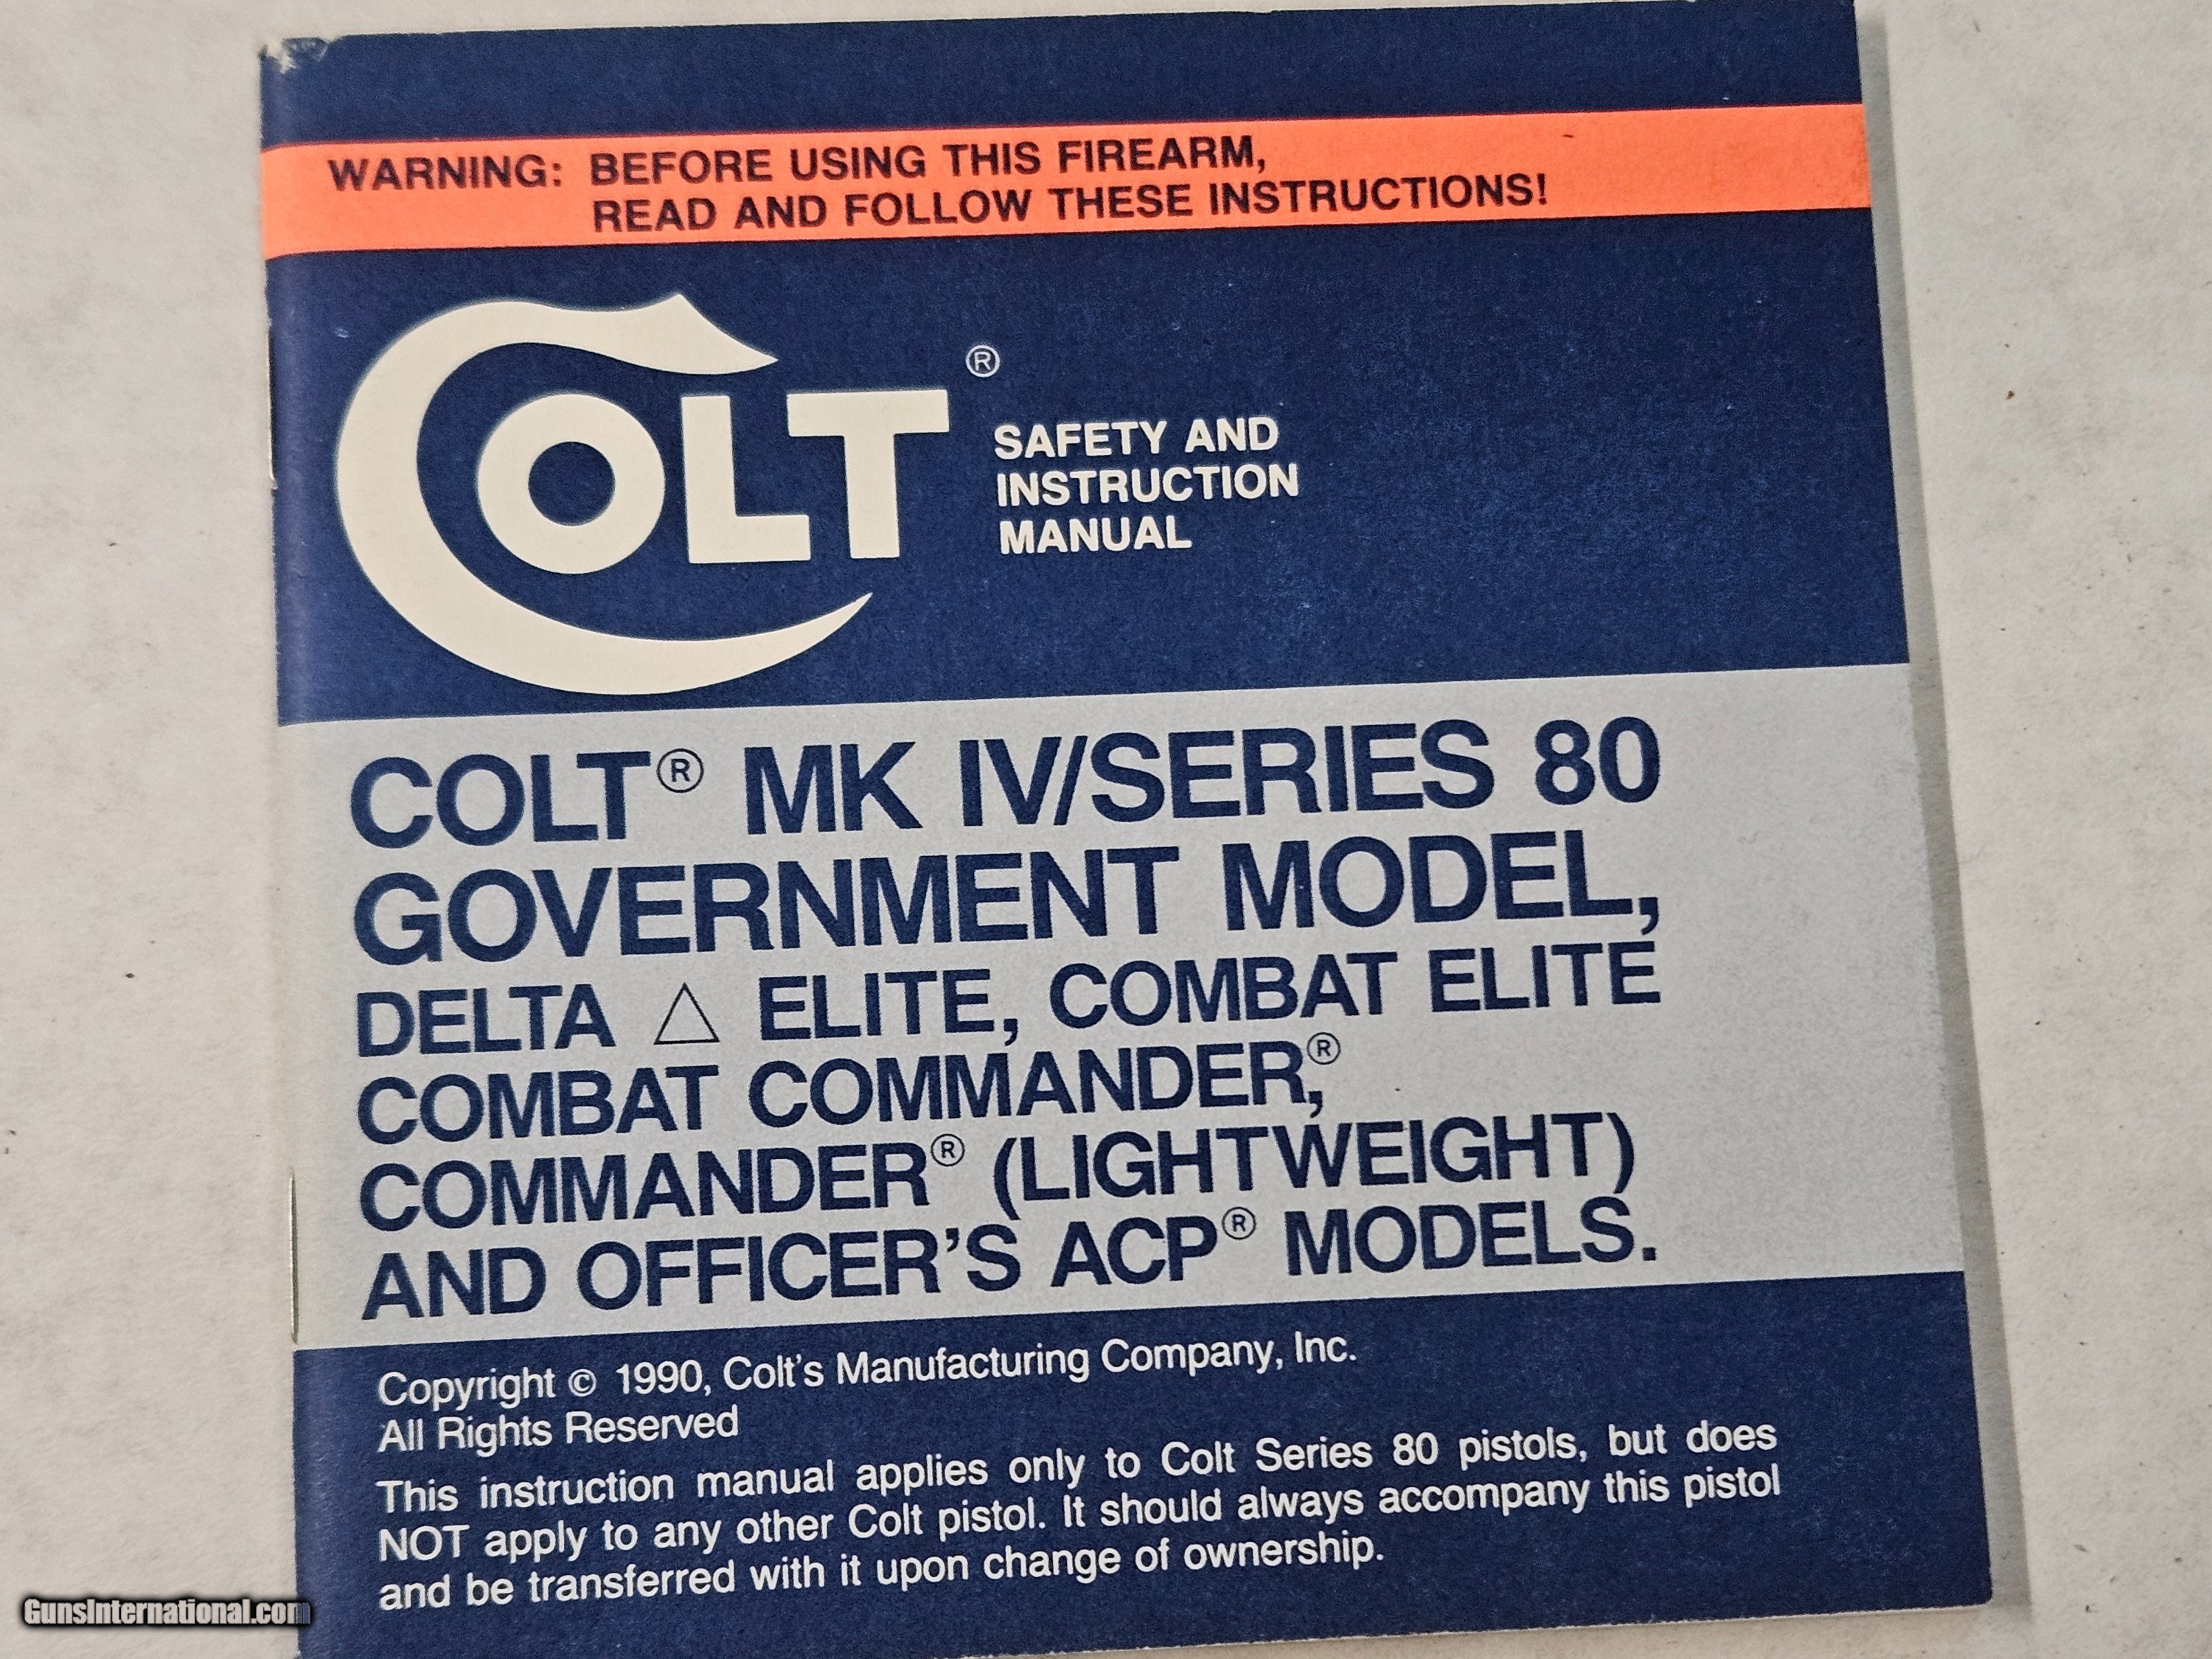 WARNING: BEFORE USING THIS FIREARM,
READ AND FOLLOW THESE INSTRUCTIONS!
COLT®
SAFETY AND
INSTRUCTION
MANUAL
COLT® MK IV/SERIES 80
GOVERNMENT MODEL,
DELTA △ ELITE, COMBAT ELITE
COMBAT COMMANDER,®
COMMANDER® (LIGHTWEIGHT)
AND OFFICER'S ACP® MODELS.
Copyright © 1990, Colt's Manufacturing Company, Inc.
All Rights Reserved
This instruction manual applies only to Colt Series 80 pistols, but does
NOT apply to any other Colt pistol. It should always accompany this pistol
and be transferred with it upon change of ownership.
GunsInternational.com